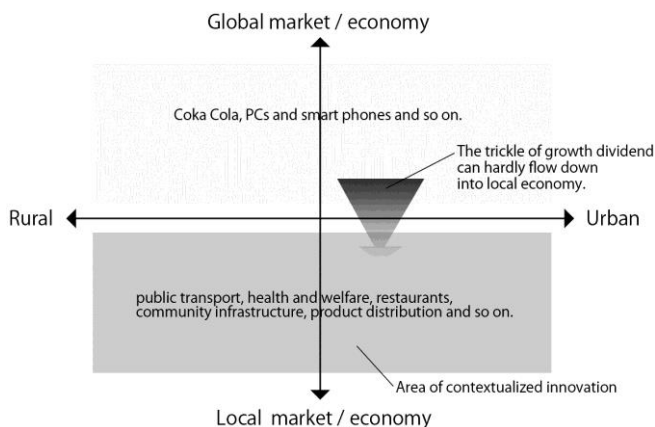 Global market / economy
Coka Cola, PCs and smart phones and so on.
The trickle of growth dividend
can hardly flow down
into local economy.
Rural
Urban
public transport, health and welfare, restaurants,
community infrastructure, product distribution and so on.
Area of contextualized innovation
Local market / economy